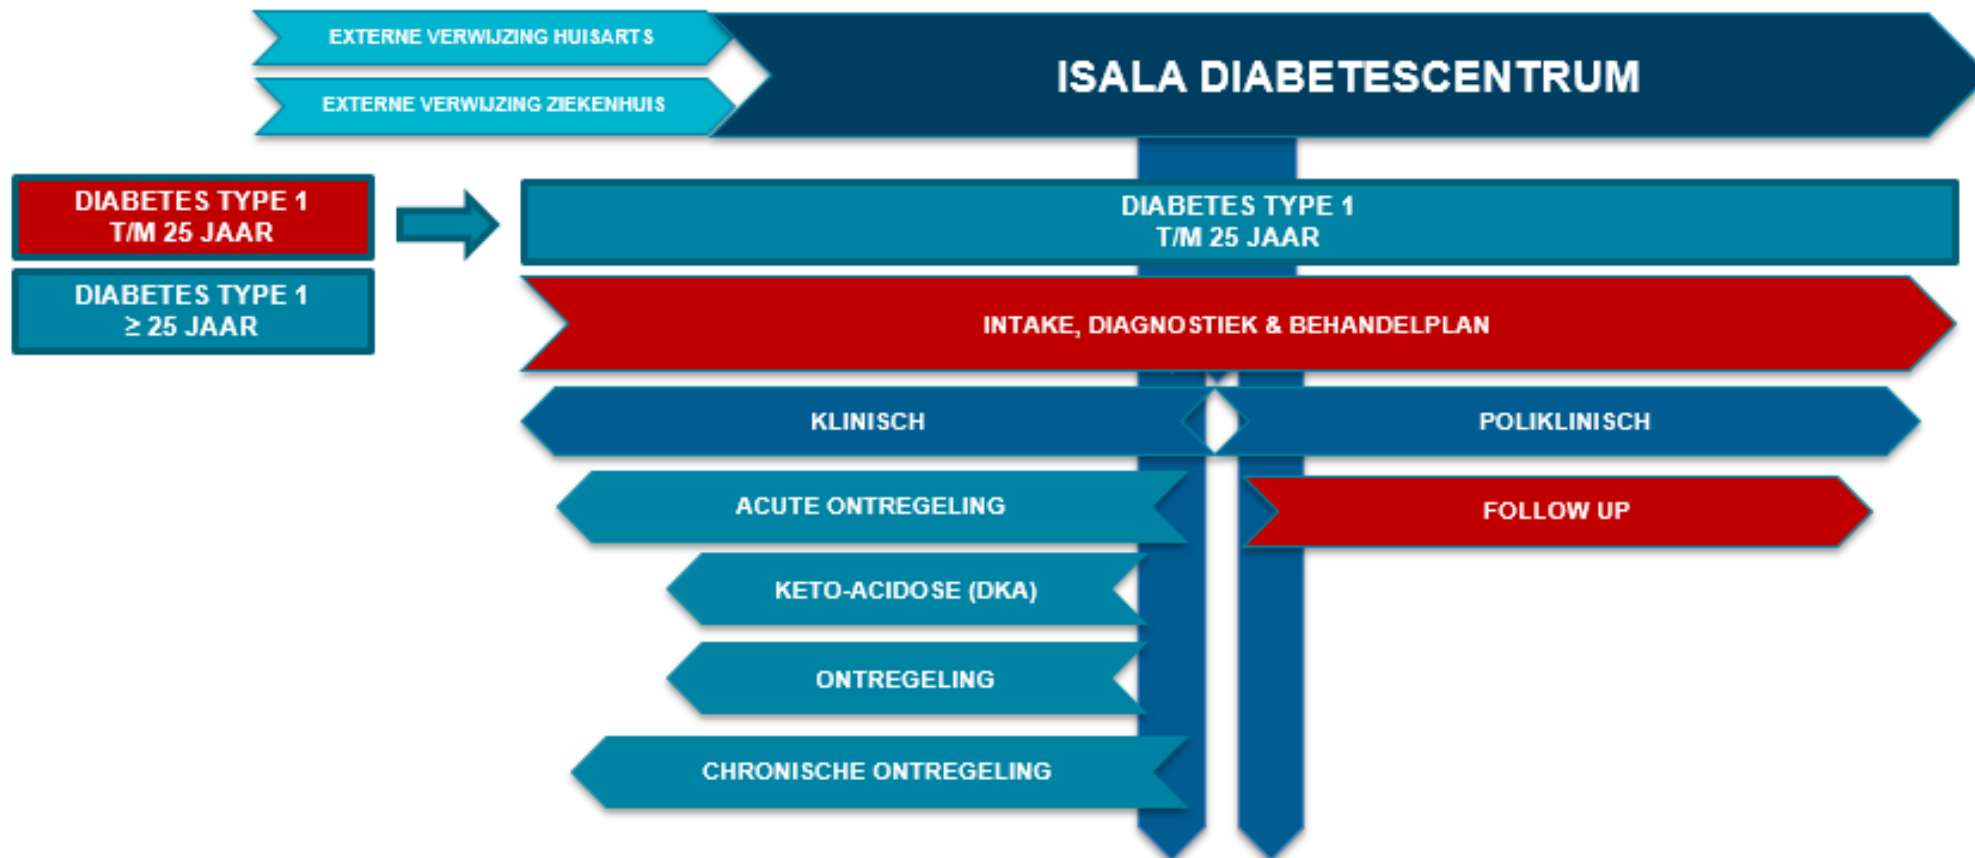 EXTERNE VERWIJZING HUISARTS
EXTERNE VERWIJZING ZIEKENHUIS
ISALA DIABETESCENTRUM
DIABETES TYPE 1
T/M 25 JAAR
DIABETES TYPE 1
≥ 25 JAAR
DIABETES TYPE 1
T/M 25 JAAR
INTAKE, DIAGNOSTIEK & BEHANDELPLAN
KLINISCH
POLIKLINISCH
ACUTE ONTREGELING
FOLLOW UP
KETO-ACIDOSE (DKA)
ONTREGELING
CHRONISCHE ONTREGELING